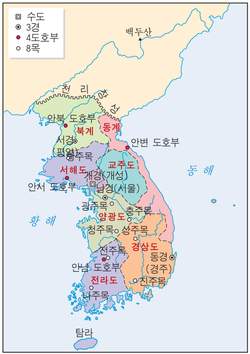 수도
3경
4도호부
8목
백두산
천 리 장 성
안북 도호부
북계
동계
서경
(평양)
안변 도호부
황주목
교주도
서해도
개경(개성)
안서 도호부
남경(서울)
동 해
광주목
황 해
양광도
충주목
청주목
상주목
경상도
전주목
동경
(경주)
안남 도호부
전라도
진주목
나주목
탐라